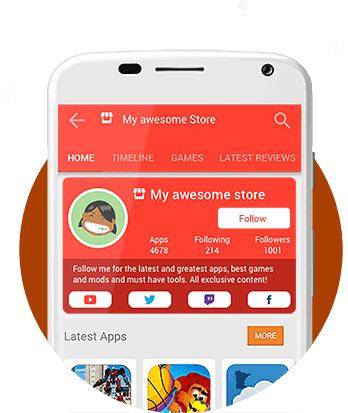 My awesome Store
HOME TIMELINE GAMES LATEST REVIEWS
My awesome store
Follow
Apps Following Followers
4678 214 1001
Follow me for the latest and greatest apps, best games
and mods and must have tools. All exclusive content!
Latest Apps MORE